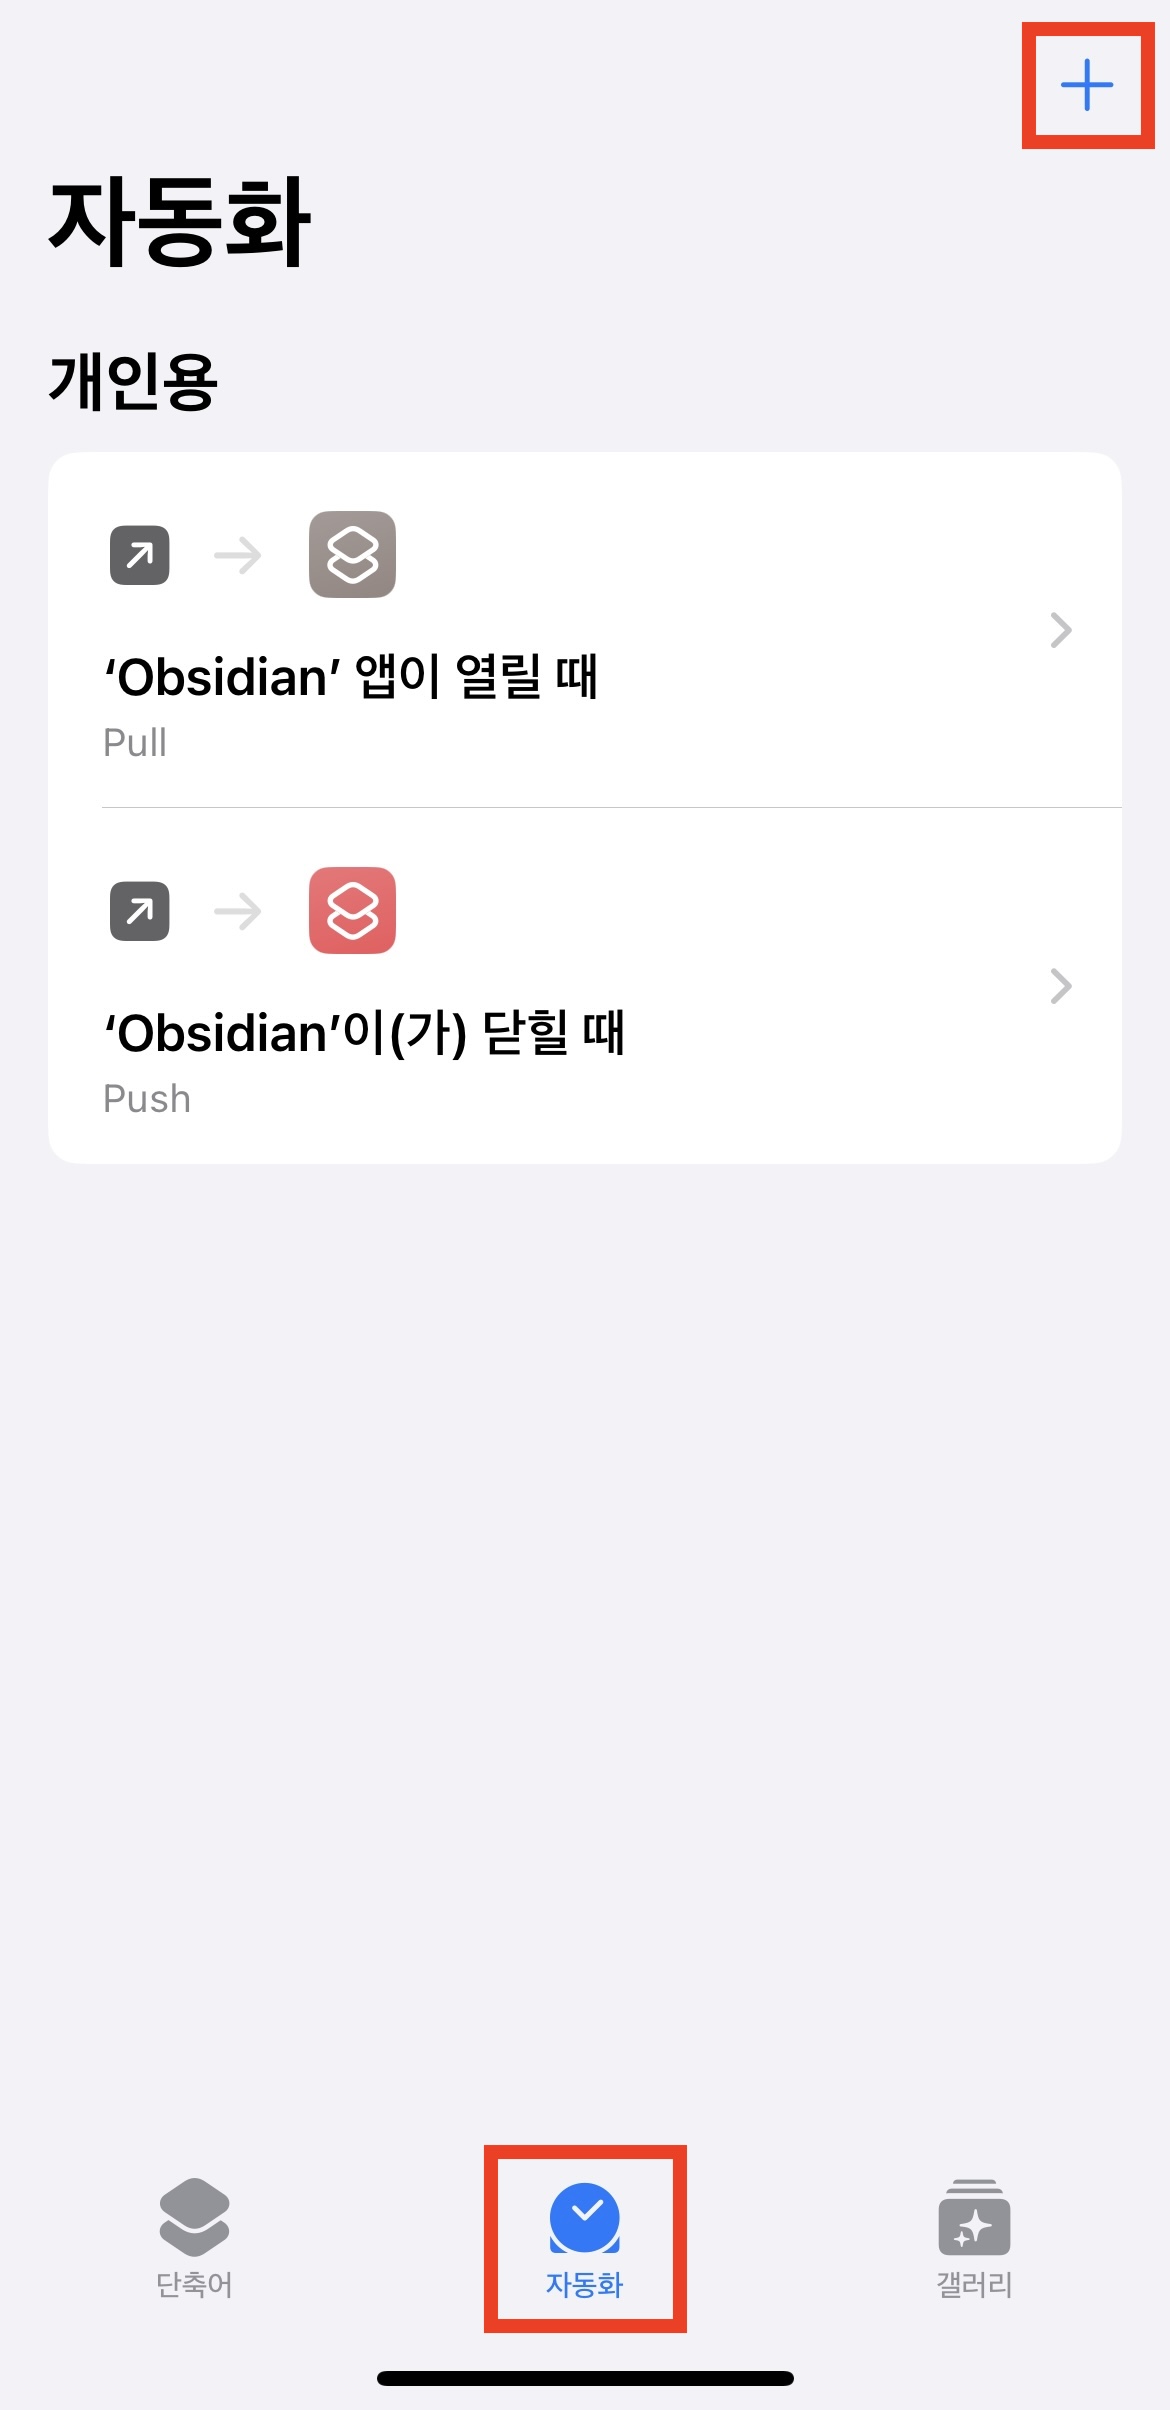 자동화
개인용
‘Obsidian’ 앱이 열릴 때
Pull
‘Obsidian’이(가) 닫힐 때
Push
단축어
자동화
갤러리